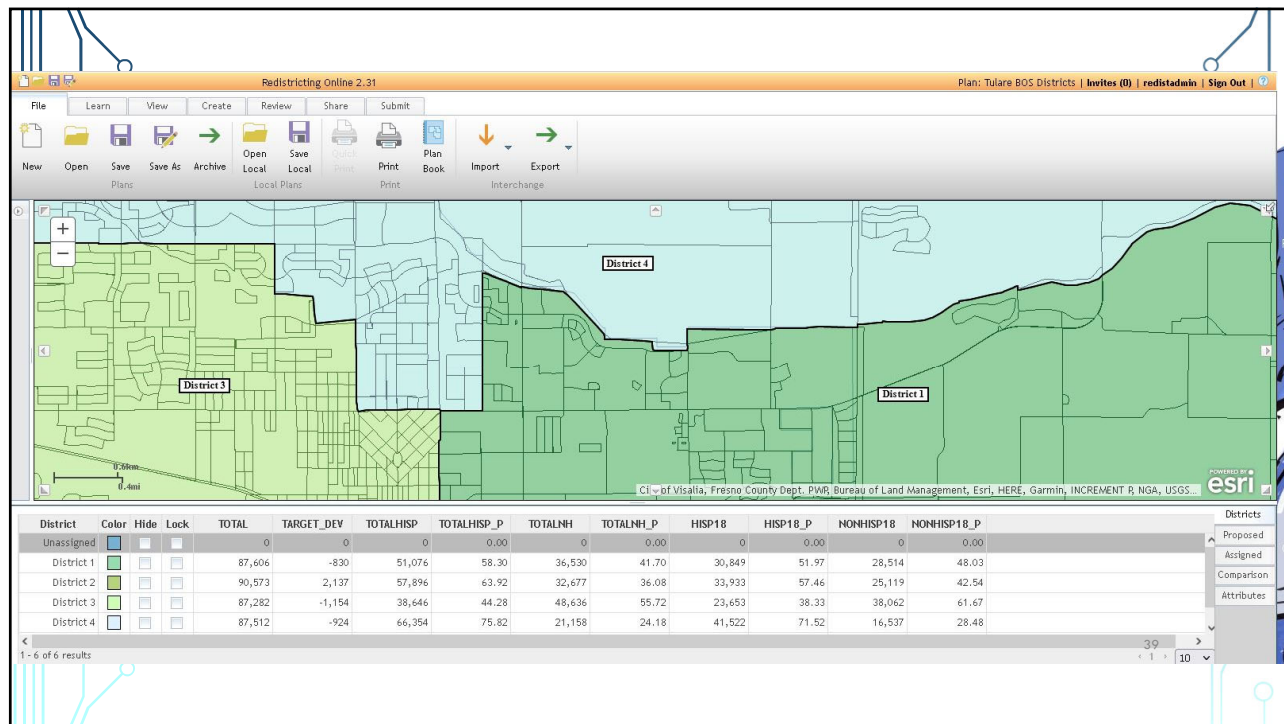 Redistricting Online 2.31 Plan: Tulare BOS Districts | Invites (0) | redistadmin | Sign Out | ?
File Learn View Create Review Share Submit
New Open Save Save As Archive Open Local Save Local Quick Print Print Plan Book Import Export
Plans Local Plans Print Interchange
+
−
District 4
District 3
District 1
0.6km
0.4mi
City of Visalia, Fresno County Dept. PWP, Bureau of Land Management, Esri, HERE, Garmin, INCREMENT P, NGA, USGS...
POWERED BY
esri
District Color Hide Lock TOTAL TARGET_DEV TOTALHISP TOTALHISP_P TOTALNH TOTALNH_P HISP18 HISP18_P NONHISP18 NONHISP18_P
Unassigned 0 0 0 0.00 0 0.00 0 0.00 0 0.00
District 1 87,606 -830 51,076 58.30 36,530 41.70 30,849 51.97 28,514 48.03
District 2 90,573 2,137 57,896 63.92 32,677 36.08 33,933 57.46 25,119 42.54
District 3 87,282 -1,154 38,646 44.28 48,636 55.72 23,653 38.33 38,062 61.67
District 4 87,512 -924 66,354 75.82 21,158 24.18 41,522 71.52 16,537 28.48
Districts
Proposed
Assigned
Comparison
Attributes
39
1 - 6 of 6 results 1 10